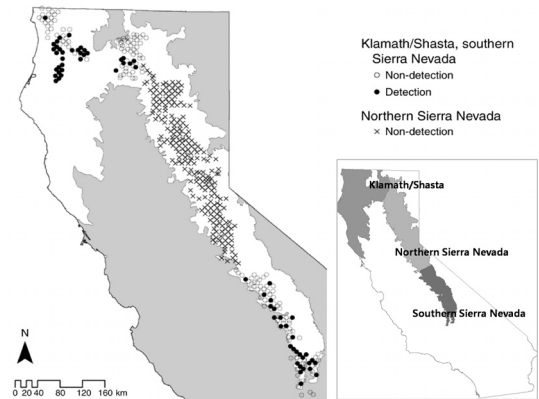 Klamath/Shasta, southern
Sierra Nevada
Non-detection
Detection
Northern Sierra Nevada
Non-detection
Klamath/Shasta
Northern Sierra Nevada
Southern Sierra Nevada
N
0 20 40 80 120 160 km